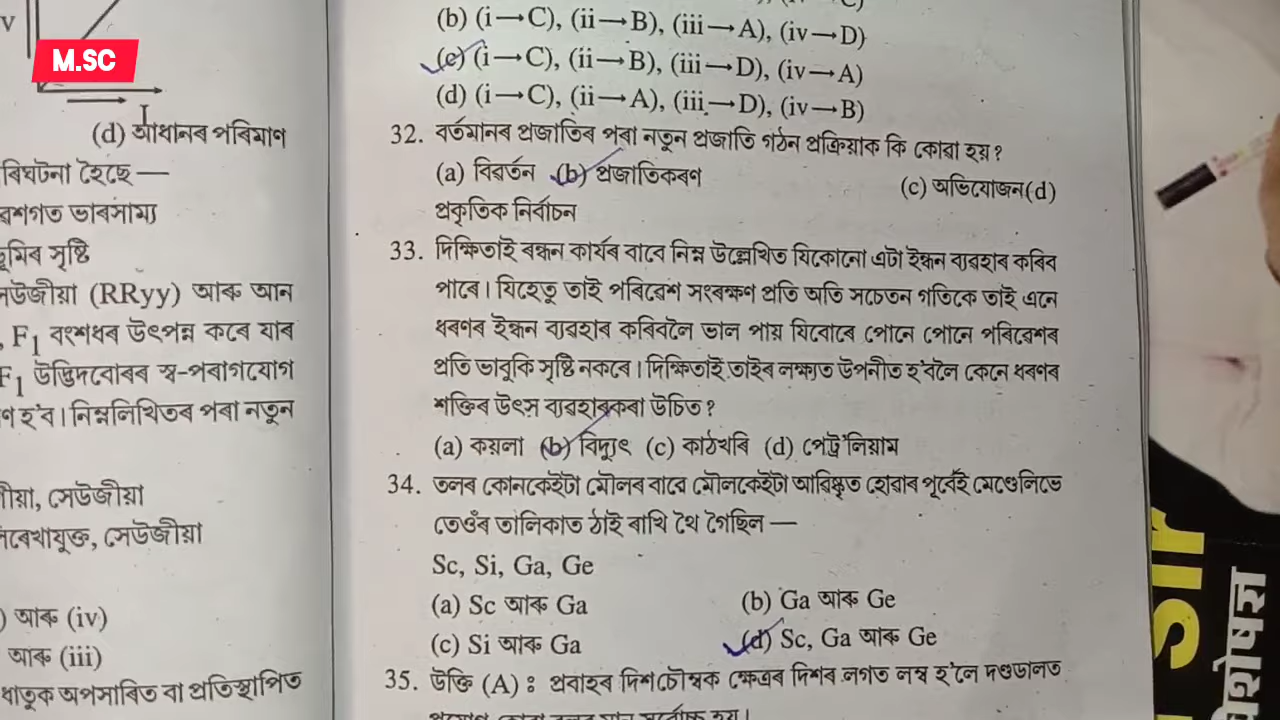 V
M.SC
I
(d) আধানৰ পৰিমাণ
ৰিঘটনা হৈছে —
ৱশগত ভাৰসাম্য
ভূমিৰ সৃষ্টি
সেউজীয়া (RRyy) আৰু আন
, F1 বংশধৰ উৎপন্ন কৰে যাৰ
F1 উদ্ভিদবোৰৰ স্ব-পৰাগযোগ
হ'ব। নিম্নলিখিতৰ পৰা নতুন
সেউজীয়া
সেউজীয়া
) আৰু (iv)
আৰু (iii)
ধাতুক অপসাৰিত বা প্ৰতিস্থাপিত
(b) (i→C), (ii→B), (iii→A), (iv→D)
(c) (i→C), (ii→B), (iii→D), (iv→A)
(d) (i→C), (ii→A), (iii→D), (iv→B)
32. বৰ্তমানৰ প্ৰজাতিৰ পৰা নতুন প্ৰজাতি গঠন প্ৰক্ৰিয়াক কি কোৱা হয়?
(a) বিৱৰ্তন (b) প্ৰজাতিকৰণ (c) অভিযোজন(d)
প্ৰকৃতিক নিৰ্বাচন
33. দিক্ষিতাই ৰন্ধন কাৰ্যৰ বাবে নিম্ন উল্লেখিত যিকোনো এটা ইন্ধন ব্যৱহাৰ কৰিব
পাৰে। যিহেতু তাই পৰিৱেশ সংৰক্ষণ প্ৰতি অতি সচেতন গতিকে তাই এনে
ধৰণৰ ইন্ধন ব্যৱহাৰ কৰিবলৈ ভাল পায় যিবোৰে পোনে পোনে পৰিৱেশৰ
প্ৰতি ভাবুকি সৃষ্টি নকৰে। দিক্ষিতাই তাইৰ লক্ষ্যত উপনীত হ'বলৈ কেনে ধৰণৰ
শক্তিৰ উৎস ব্যৱহাৰকৰা উচিত?
(a) কয়লা (b) বিদ্যুৎ (c) কাঠখৰি (d) পেট্ৰ'লিয়াম
34. তলৰ কোনকেইটা মৌলৰ বাবে মৌলকেইটা আৱিষ্কৃত হোৱাৰ পূৰ্বেই মেণ্ডেলিভে
তেওঁৰ তালিকাত ঠাই ৰাখি থৈ গৈছিল —
Sc, Si, Ga, Ge
(a) Sc আৰু Ga (b) Ga আৰু Ge
(c) Si আৰু Ga (d) Sc, Ga আৰু Ge
35. উক্তি (A) : প্ৰবাহৰ দিশ চৌম্বক ক্ষেত্ৰৰ দিশৰ লগত লম্ব হ'লে দণ্ডডালত
Sir